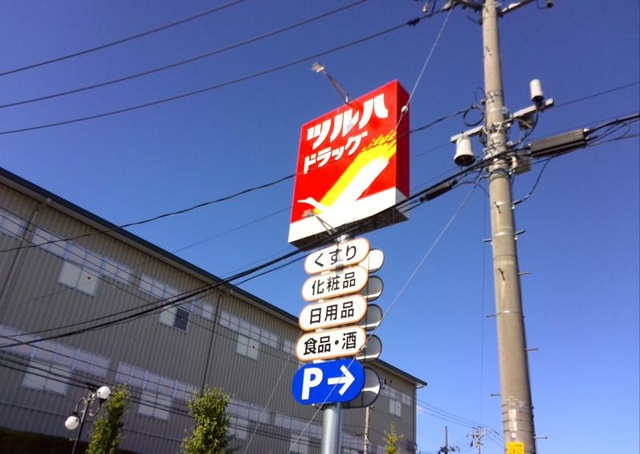 ツルハ
ドラッグ
くすり
化粧品
日用品
食品・酒
P→